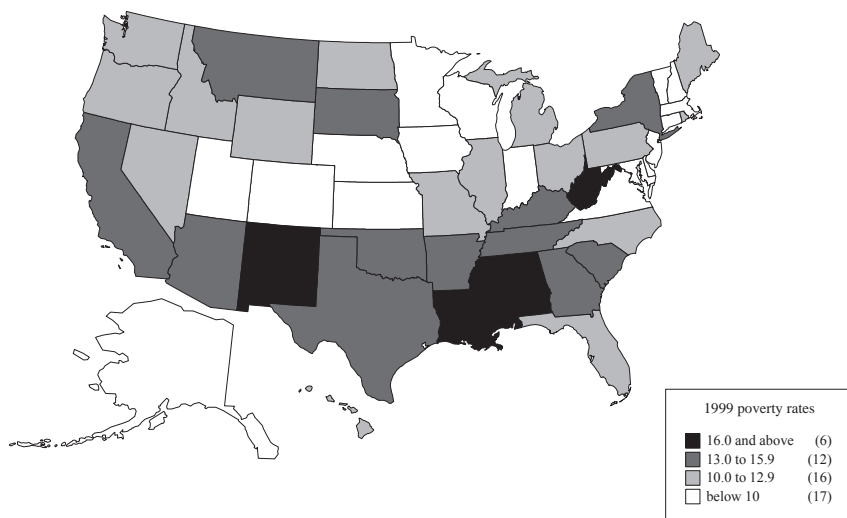 1999 poverty rates
16.0 and above (6)
13.0 to 15.9 (12)
10.0 to 12.9 (16)
below 10 (17)